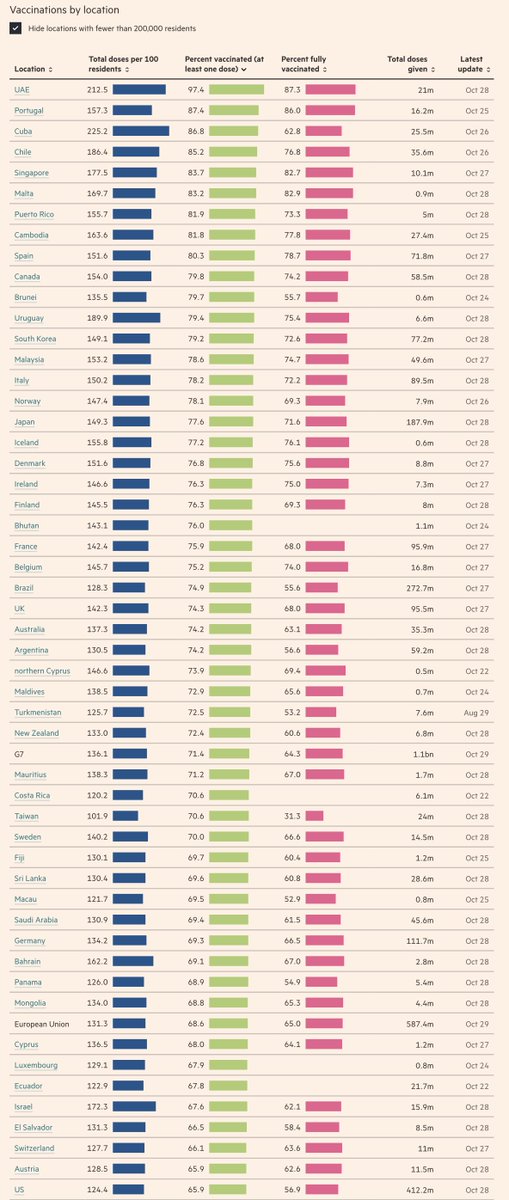 Vaccinations by location
Hide locations with fewer than 200,000 residents
Location Total doses per 100 residents Percent vaccinated (at least one dose) Percent fully vaccinated Total doses given Latest update
UAE 212.5 97.4 87.3 21m Oct 28
Portugal 157.3 87.4 86.0 16.2m Oct 25
Cuba 225.2 86.8 62.8 25.5m Oct 26
Chile 186.4 85.2 76.8 35.6m Oct 26
Singapore 177.5 83.7 82.7 10.1m Oct 27
Malta 169.7 83.2 82.9 0.9m Oct 28
Puerto Rico 155.7 81.9 73.3 5m Oct 28
Cambodia 163.6 81.8 77.8 27.4m Oct 25
Spain 151.6 80.3 78.7 71.8m Oct 27
Canada 154.0 79.8 74.2 58.5m Oct 28
Brunei 135.5 79.7 55.7 0.6m Oct 24
Uruguay 189.9 79.4 75.4 6.6m Oct 28
South Korea 149.1 79.2 72.6 77.2m Oct 28
Malaysia 153.2 78.6 74.7 49.6m Oct 27
Italy 150.2 78.2 72.2 89.5m Oct 28
Norway 147.4 78.1 69.3 7.9m Oct 26
Japan 149.3 77.6 71.6 187.9m Oct 28
Iceland 155.8 77.2 76.1 0.6m Oct 28
Denmark 151.6 76.8 75.6 8.8m Oct 27
Ireland 146.6 76.3 75.0 7.3m Oct 27
Finland 145.5 76.3 69.3 8m Oct 28
Bhutan 143.1 76.0 1.1m Oct 24
France 142.4 75.9 68.0 95.9m Oct 27
Belgium 145.7 75.2 74.0 16.8m Oct 27
Brazil 128.3 74.9 55.6 272.7m Oct 27
UK 142.3 74.3 68.0 95.5m Oct 27
Australia 137.3 74.2 63.1 35.3m Oct 28
Argentina 130.5 74.2 56.6 59.2m Oct 28
northern Cyprus 146.6 73.9 69.4 0.5m Oct 22
Maldives 138.5 72.9 65.6 0.7m Oct 24
Turkmenistan 125.7 72.5 53.2 7.6m Aug 29
New Zealand 133.0 72.4 60.6 6.8m Oct 28
G7 136.1 71.4 64.3 1.1bn Oct 29
Mauritius 138.3 71.2 67.0 1.7m Oct 28
Costa Rica 120.2 70.6 6.1m Oct 22
Taiwan 101.9 70.6 31.3 24m Oct 28
Sweden 140.2 70.0 66.6 14.5m Oct 28
Fiji 130.1 69.7 60.4 1.2m Oct 25
Sri Lanka 130.4 69.6 60.8 28.6m Oct 28
Macau 121.7 69.5 52.9 0.8m Oct 25
Saudi Arabia 130.9 69.4 61.5 45.6m Oct 28
Germany 134.2 69.3 66.5 111.7m Oct 28
Bahrain 162.2 69.1 67.0 2.8m Oct 28
Panama 126.0 68.9 54.9 5.4m Oct 28
Mongolia 134.0 68.8 65.3 4.4m Oct 28
European Union 131.3 68.6 65.0 587.4m Oct 29
Cyprus 136.5 68.0 64.1 1.2m Oct 27
Luxembourg 129.1 67.9 0.8m Oct 24
Ecuador 122.9 67.8 21.7m Oct 22
Israel 172.3 67.6 62.1 15.9m Oct 28
El Salvador 131.3 66.5 58.4 8.5m Oct 28
Switzerland 127.7 66.1 63.6 11m Oct 27
Austria 128.5 65.9 62.6 11.5m Oct 28
US 124.4 65.9 56.9 412.2m Oct 28